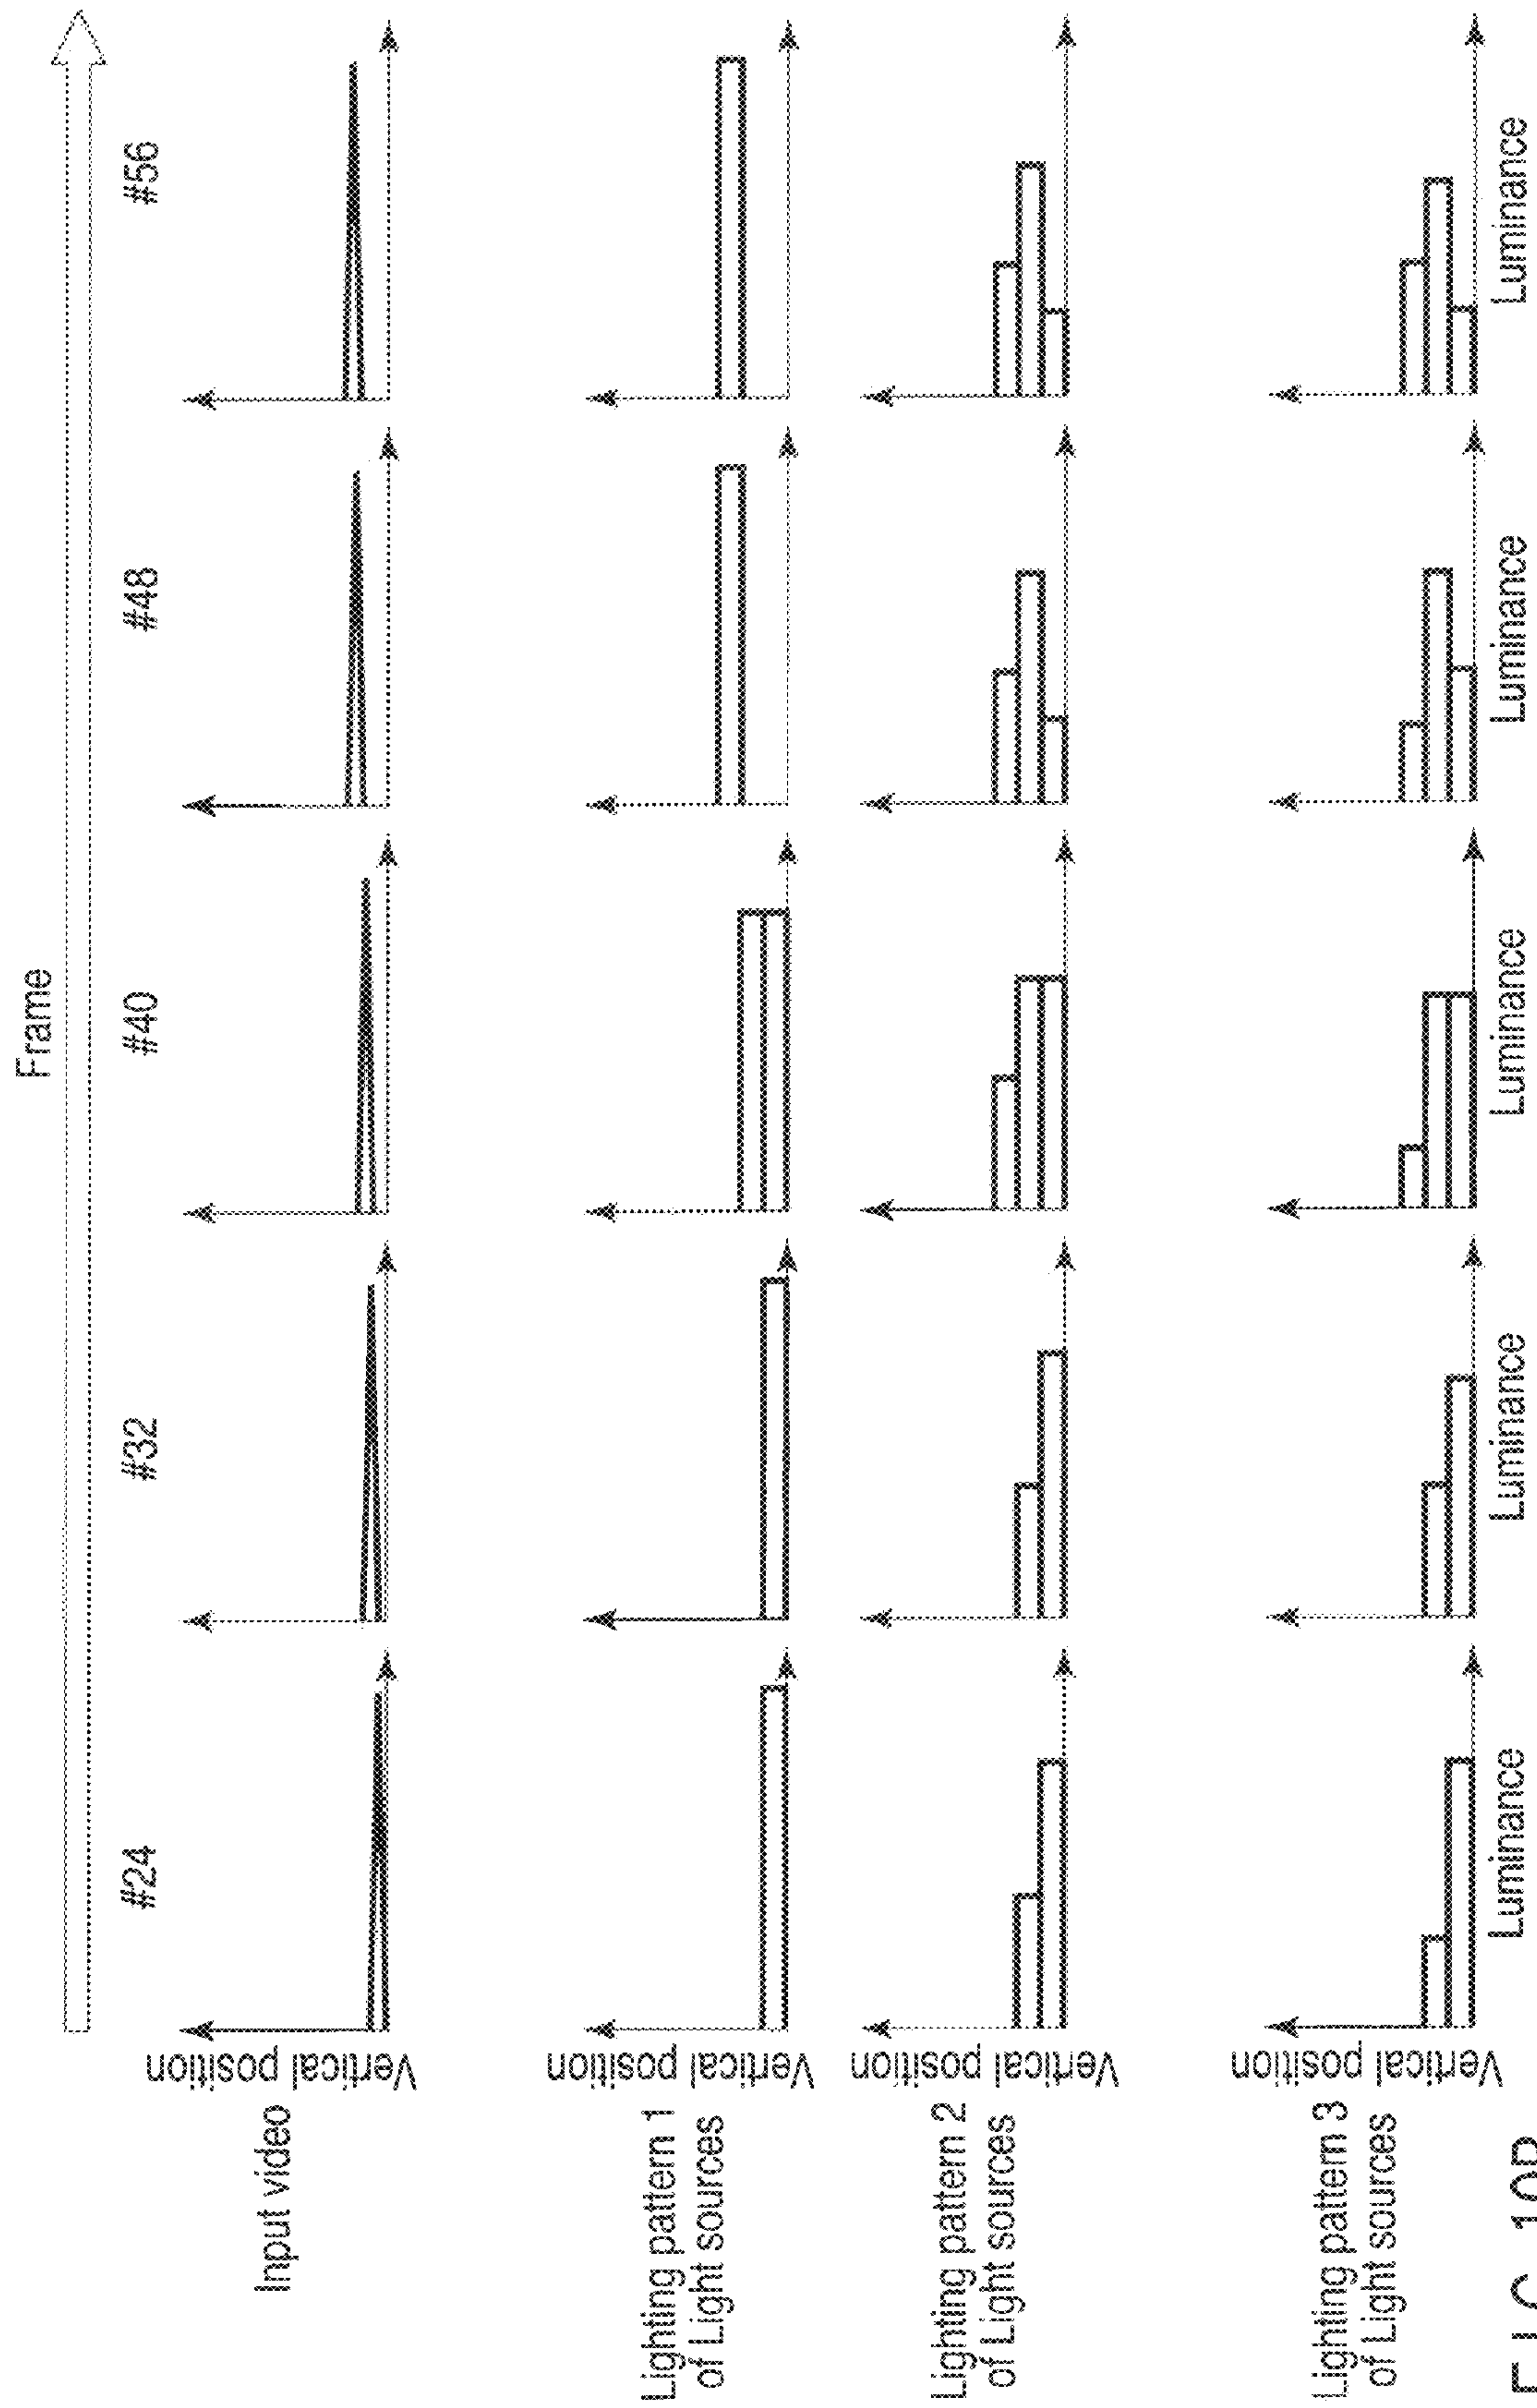 Frame
#24
#32
#40
#48
#56
Input video
Vertical position
Lighting pattern 1
of Light sources
Vertical position
Lighting pattern 2
of Light sources
Vertical position
Lighting pattern 3
of Light sources
Vertical position
Luminance
Luminance
Luminance
Luminance
Luminance